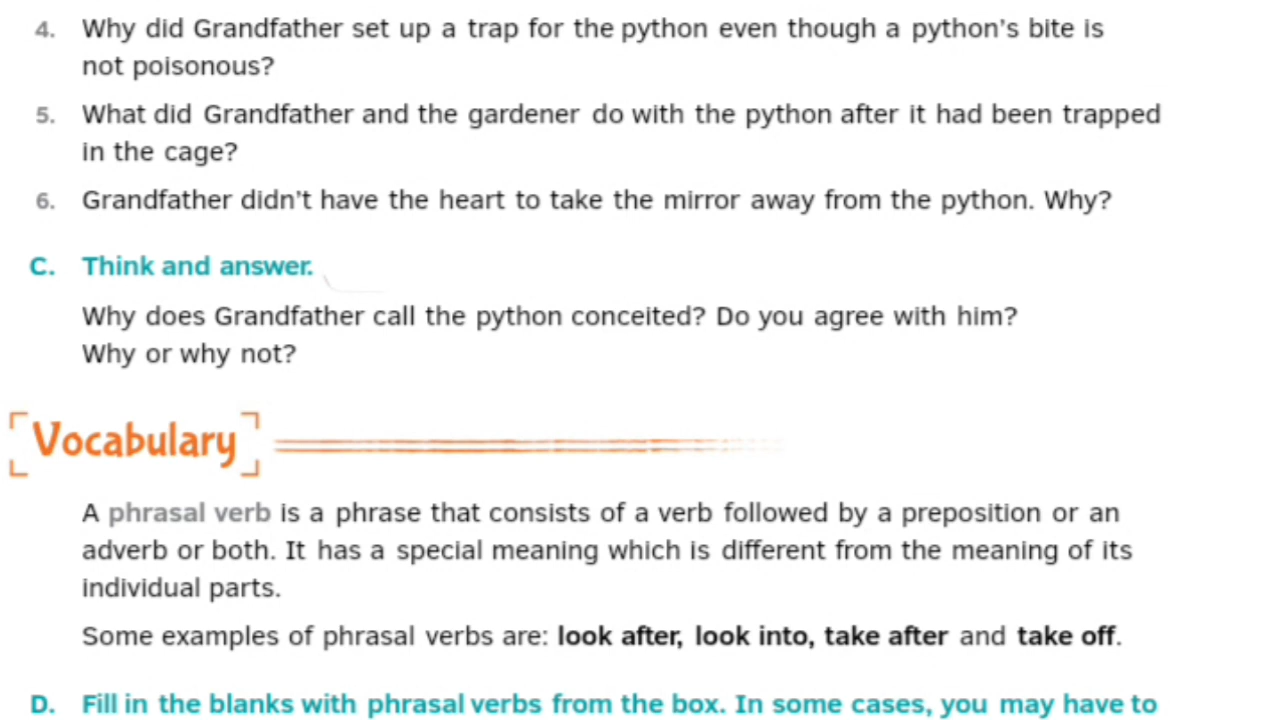 4. Why did Grandfather set up a trap for the python even though a python's bite is
not poisonous?
5. What did Grandfather and the gardener do with the python after it had been trapped
in the cage?
6. Grandfather didn't have the heart to take the mirror away from the python. Why?
C. Think and answer.
Why does Grandfather call the python conceited? Do you agree with him?
Why or why not?
Vocabulary
A phrasal verb is a phrase that consists of a verb followed by a preposition or an
adverb or both. It has a special meaning which is different from the meaning of its
individual parts.
Some examples of phrasal verbs are: look after, look into, take after and take off.
D. Fill in the blanks with phrasal verbs from the box. In some cases, you may have to